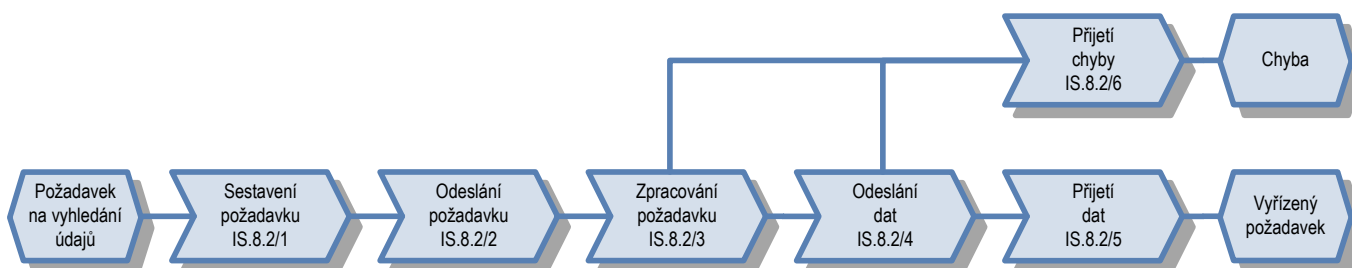 Přijetí
chyby
IS.8.2/6
Chyba
Požadavek
na vyhledání
údajů
Sestavení
požadavku
IS.8.2/1
Odeslání
požadavku
IS.8.2/2
Zpracování
požadavku
IS.8.2/3
Odeslání
dat
IS.8.2/4
Přijetí
dat
IS.8.2/5
Vyřízený
požadavek